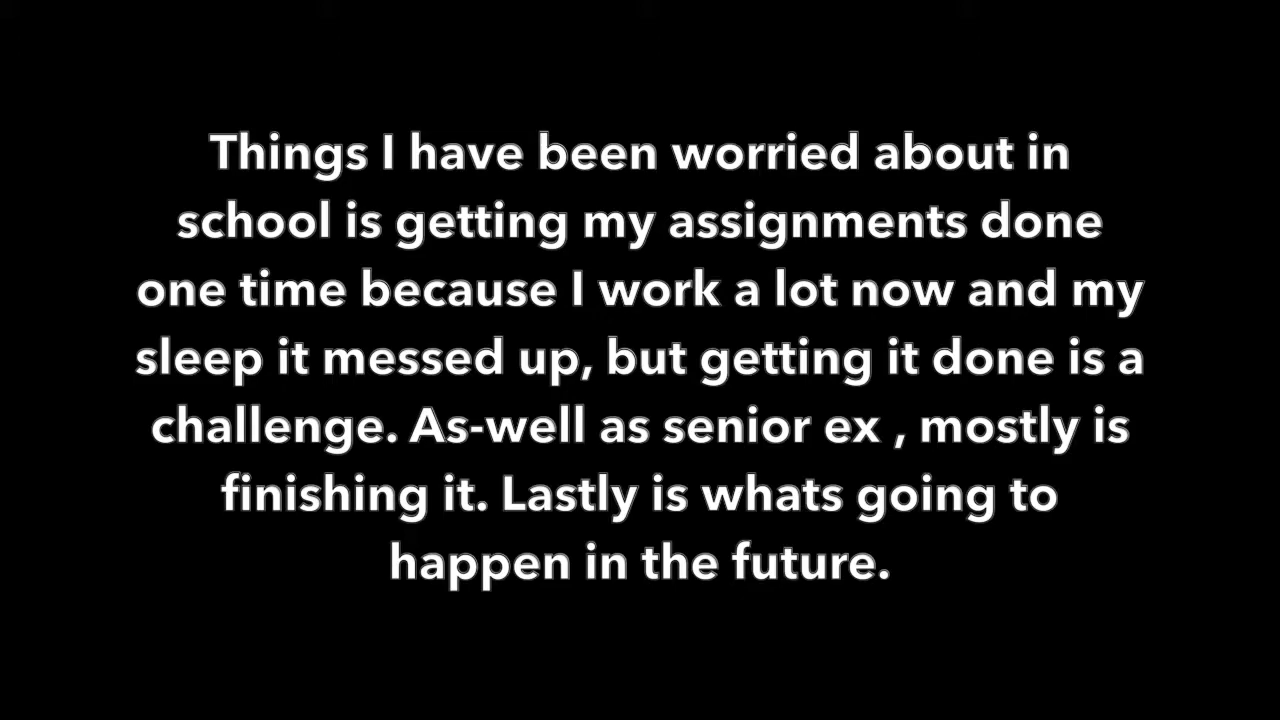 Things I have been worried about in
school is getting my assignments done
one time because I work a lot now and my
sleep it messed up, but getting it done is a
challenge. As-well as senior ex , mostly is
finishing it. Lastly is whats going to
happen in the future.